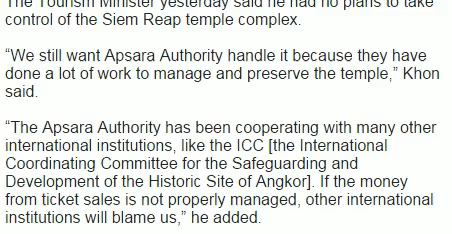 The Tourism Minister yesterday said he had no plans to take
control of the Siem Reap temple complex.
“We still want Apsara Authority handle it because they have
done a lot of work to manage and preserve the temple,” Khon
said.
“The Apsara Authority has been cooperating with many other
international institutions, like the ICC [the International
Coordinating Committee for the Safeguarding and
Development of the Historic Site of Angkor]. If the money
from ticket sales is not properly managed, other international
institutions will blame us,” he added.